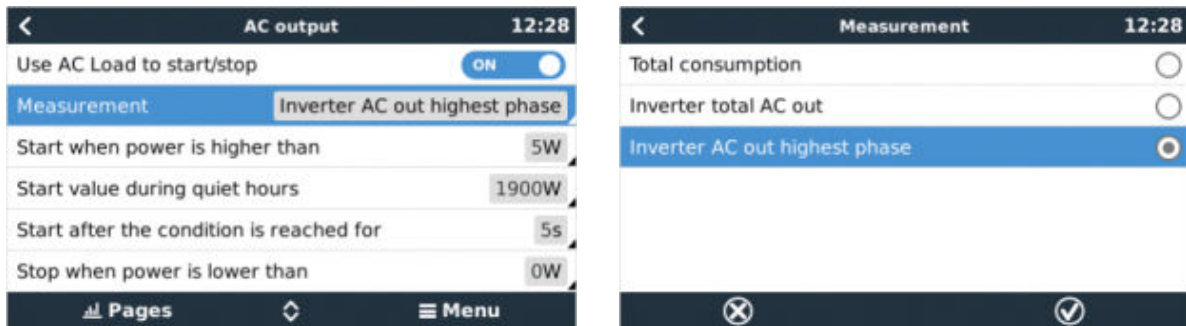 AC output 12:28
Use AC Load to start/stop ON
Measurement Inverter AC out highest phase
Start when power is higher than 5W
Start value during quiet hours 1900W
Start after the condition is reached for 5s
Stop when power is lower than 0W
Pages Menu
Measurement 12:28
Total consumption
Inverter total AC out
Inverter AC out highest phase